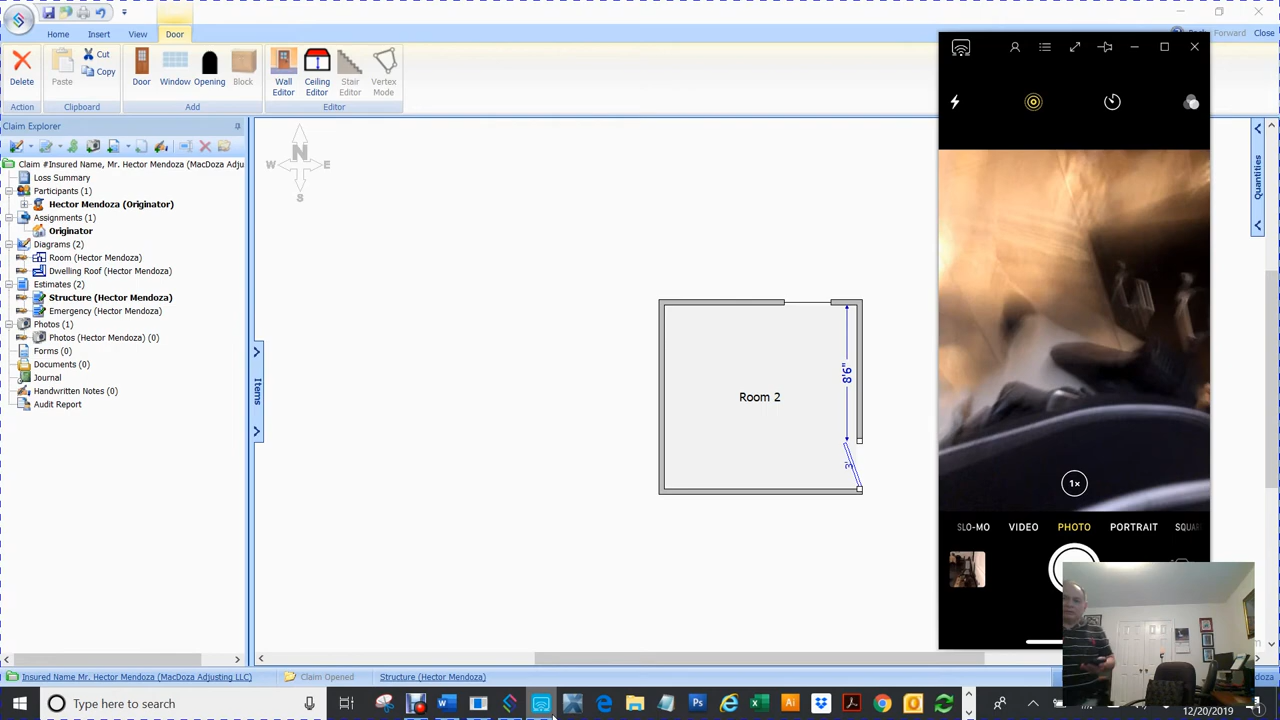 Home Insert View Door
Forward Close
Delete Paste Cut Copy Door Window Opening Block Wall Editor Ceiling Editor Stair Editor Vertex Mode
Action Clipboard Add Editor
Claim Explorer
Claim #Insured Name, Mr. Hector Mendoza (MacDoza Adju
Loss Summary
Participants (1)
Hector Mendoza (Originator)
Assignments (1)
Originator
Diagrams (2)
Room (Hector Mendoza)
Dwelling Roof (Hector Mendoza)
Estimates (2)
Structure (Hector Mendoza)
Emergency (Hector Mendoza)
Photos (1)
Photos (Hector Mendoza) (0)
Forms (0)
Documents (0)
Journal
Handwritten Notes (0)
Audit Report
N
W E
S
Items
Room 2
8'6"
3'
Quantities
1×
SLO-MO VIDEO PHOTO PORTRAIT SQUAR
Insured Name Mr. Hector Mendoza (MacDoza Adjusting LLC) Claim Opened Structure (Hector Mendoza)
Type here to search
12/20/2019